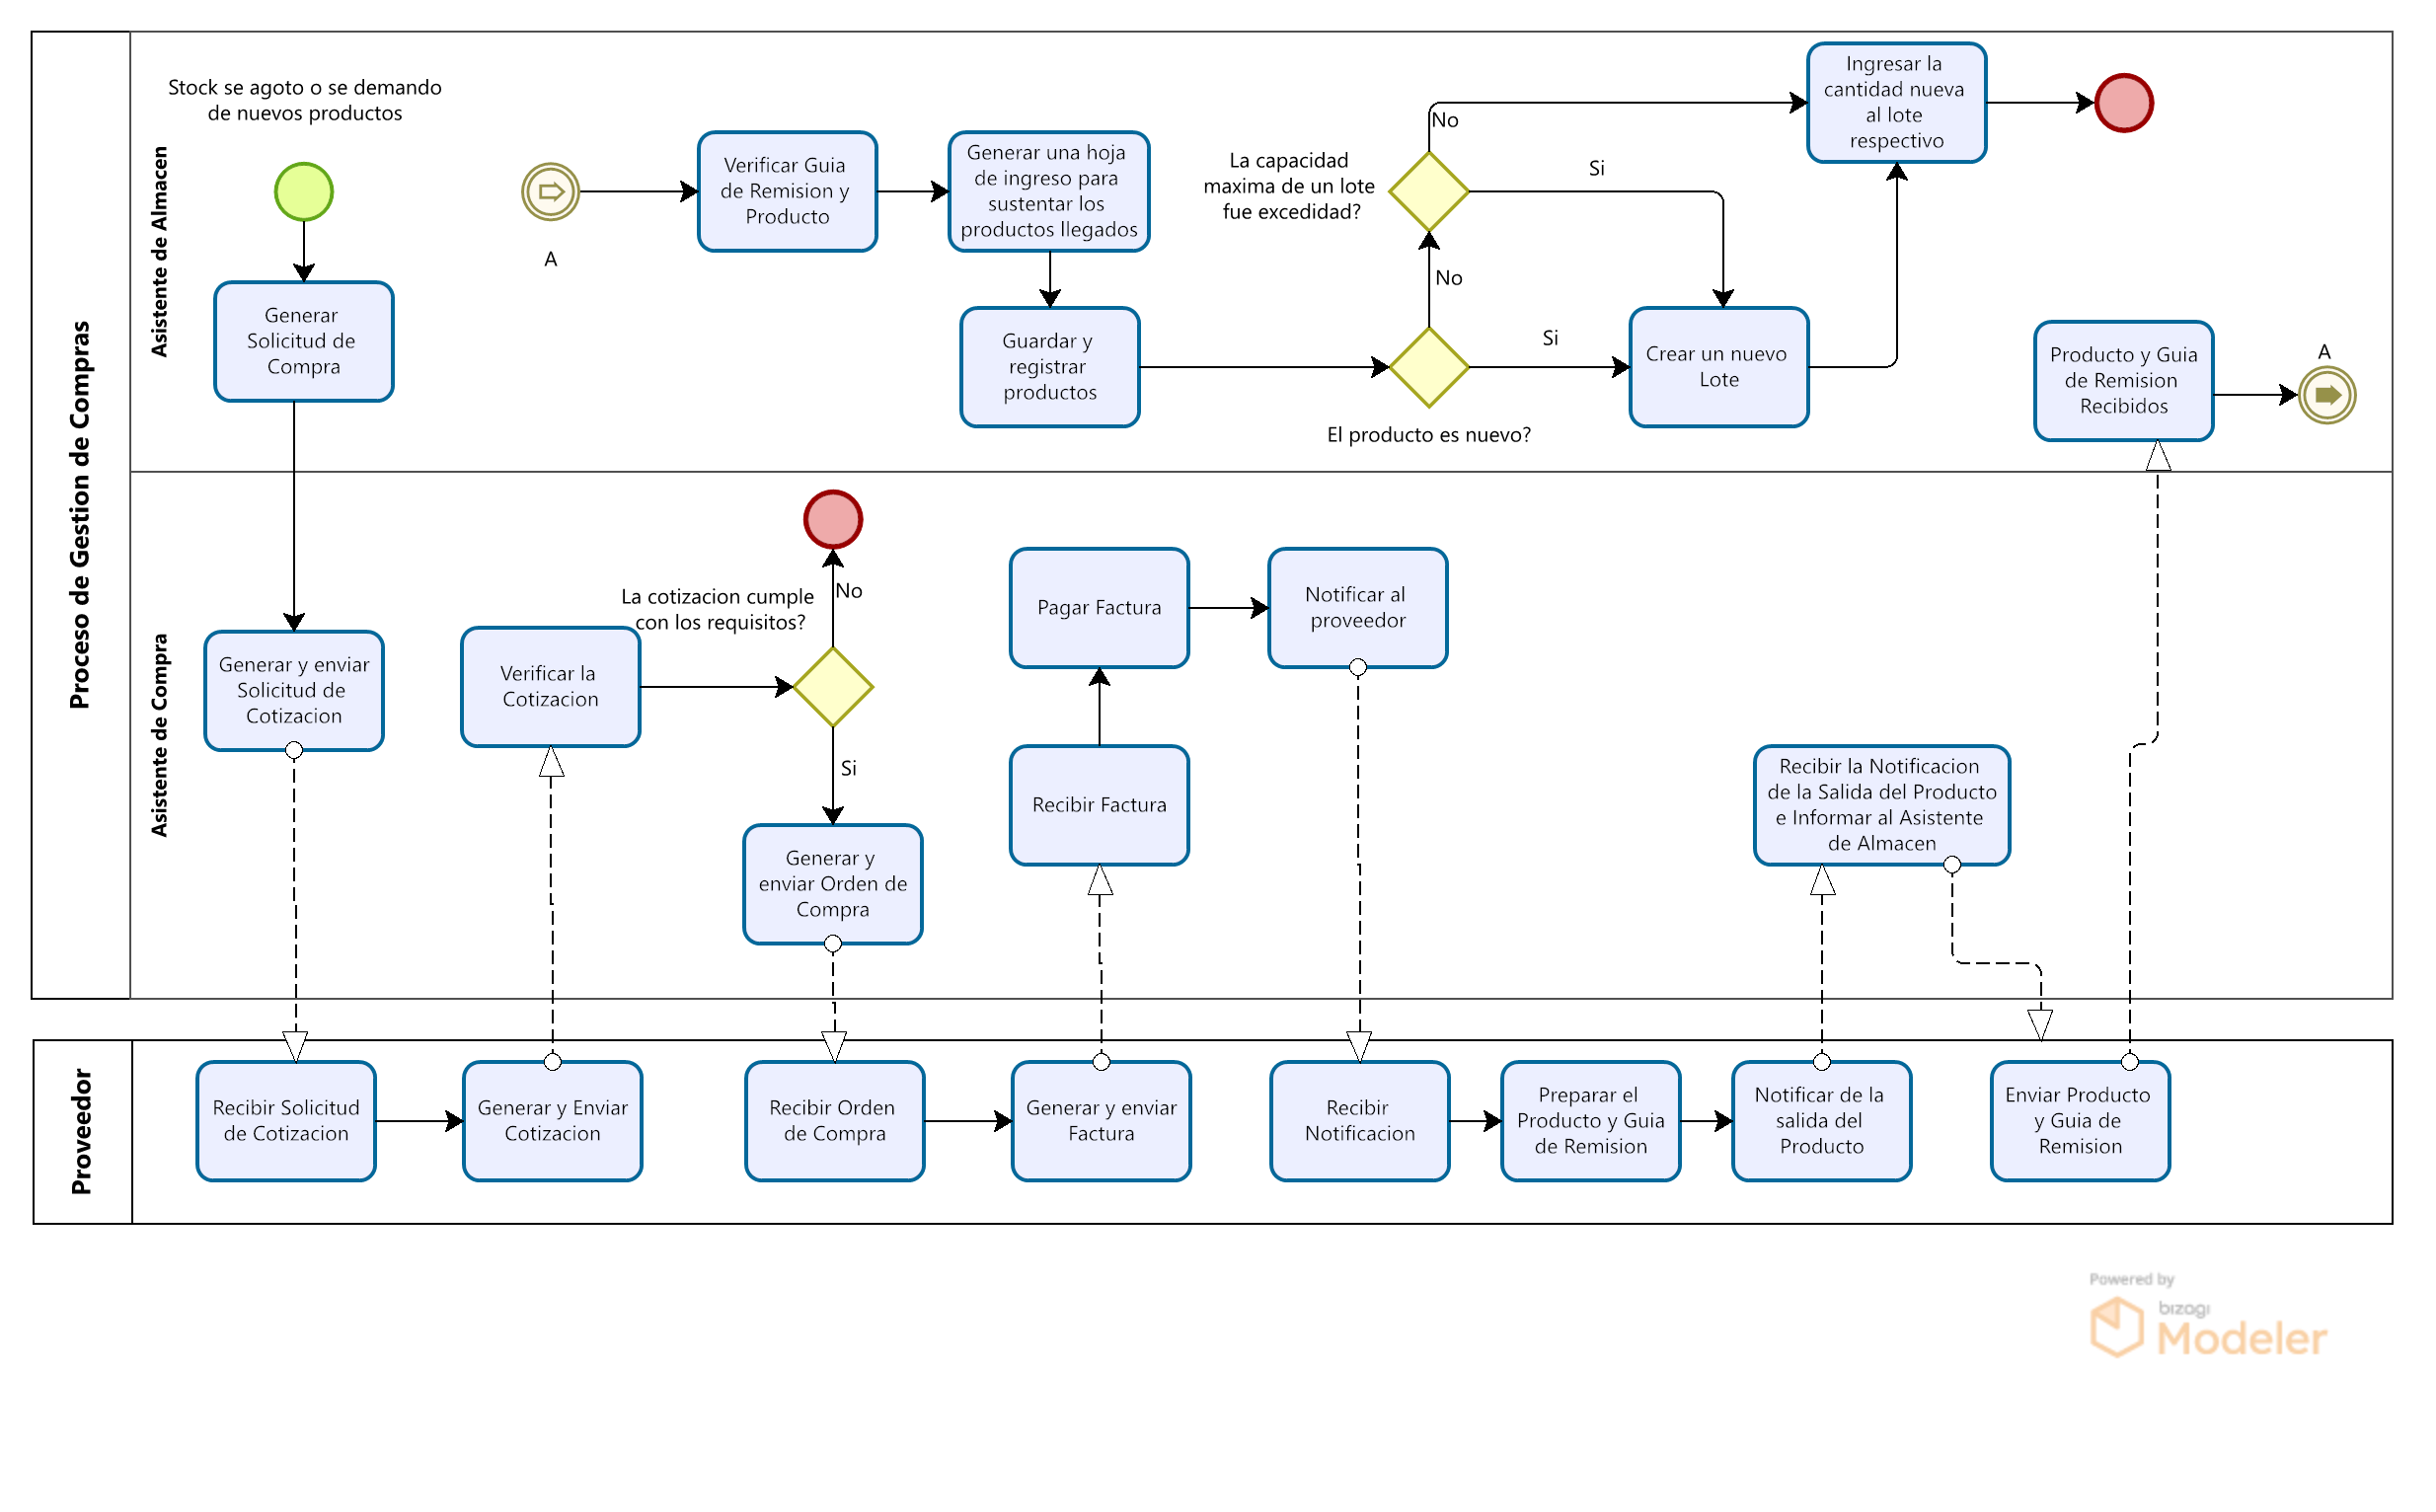 Proceso de Gestion de Compras
Asistente de Almacen
Stock se agoto o se demando
de nuevos productos
Generar
Solicitud de
Compra
A
Verificar Guia
de Remision y
Producto
Generar una hoja
de ingreso para
sustentar los
productos llegados
Guardar y
registrar
productos
La capacidad
maxima de un lote
fue excedidad?
No
Si
No
Si
El producto es nuevo?
Crear un nuevo
Lote
Ingresar la
cantidad nueva
al lote
respectivo
Producto y Guia
de Remision
Recibidos
A
Asistente de Compra
Generar y enviar
Solicitud de
Cotizacion
Verificar la
Cotizacion
La cotizacion cumple
con los requisitos?
No
Si
Generar y
enviar Orden de
Compra
Pagar Factura
Notificar al
proveedor
Recibir Factura
Recibir la Notificacion
de la Salida del Producto
e Informar al Asistente
de Almacen
Proveedor
Recibir Solicitud
de Cotizacion
Generar y Enviar
Cotizacion
Recibir Orden
de Compra
Generar y enviar
Factura
Recibir
Notificacion
Preparar el
Producto y Guia
de Remision
Notificar de la
salida del
Producto
Enviar Producto
y Guia de
Remision
Powered by
bizagi
Modeler